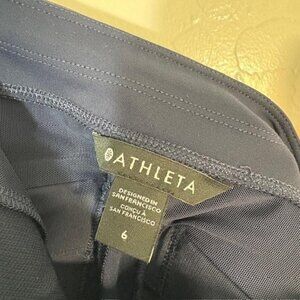 ATHLETA
DESIGNED IN
SAN FRANCISCO
CONÇU À
SAN FRANCISCO
6